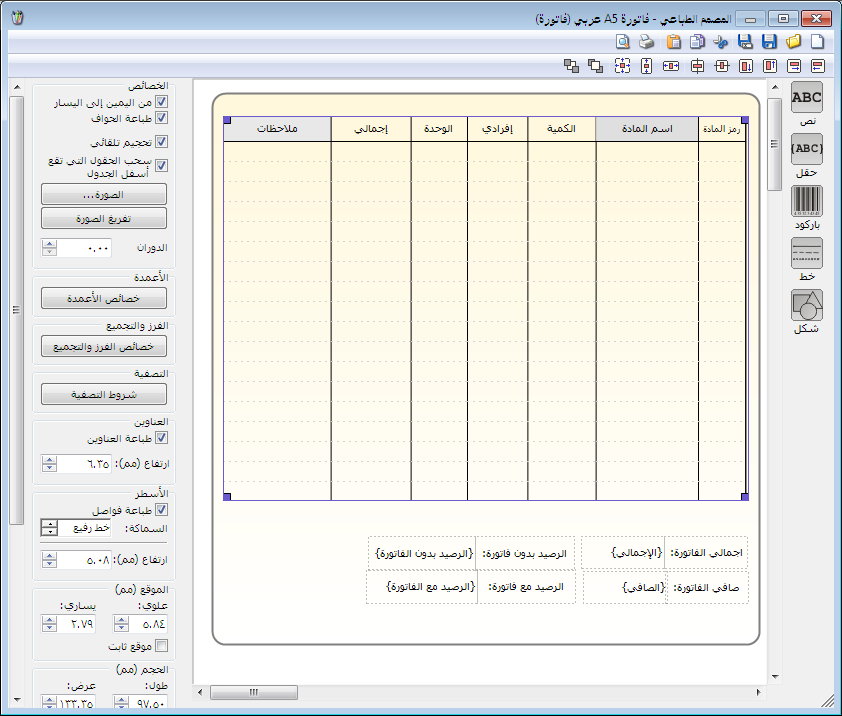 المصمم الطباعي - فاتورة A5 عربي (فاتورة)
ABC
نص
{ABC}
حقل
باركود
خط
شكل
رمز المادة
اسم المادة
الكمية
إفرادي
الوحدة
إجمالي
ملاحظات
اجمالي الفاتورة:
{الإجمالي}
الرصيد بدون الفاتورة:
{الرصيد بدون الفاتورة}
صافي الفاتورة:
{الصافي}
الرصيد مع فاتورة:
{الرصيد مع الفاتورة}
الخصائص
من اليمين إلى اليسار
طباعة الحواف
تحجيم تلقائي
سحب الحقول التي تقع
أسفل الجدول
الصورة...
تفريغ الصورة
الدوران
٠.٠٠
الأعمدة
خصائص الأعمدة
الفرز والتجميع
خصائص الفرز والتجميع
التصفية
شروط التصفية
العناوين
طباعة العناوين
ارتفاع (مم):
٦.٣٥
الأسطر
طباعة فواصل
السماكة:
خط رفيع
ارتفاع (مم):
٥.٠٨
الموقع (مم)
علوي:
يساري:
٥.٨٤
٢.٧٩
موقع ثابت
الحجم (مم)
طول:
عرض:
٩٧.٥٠
١٣٣.٣٥